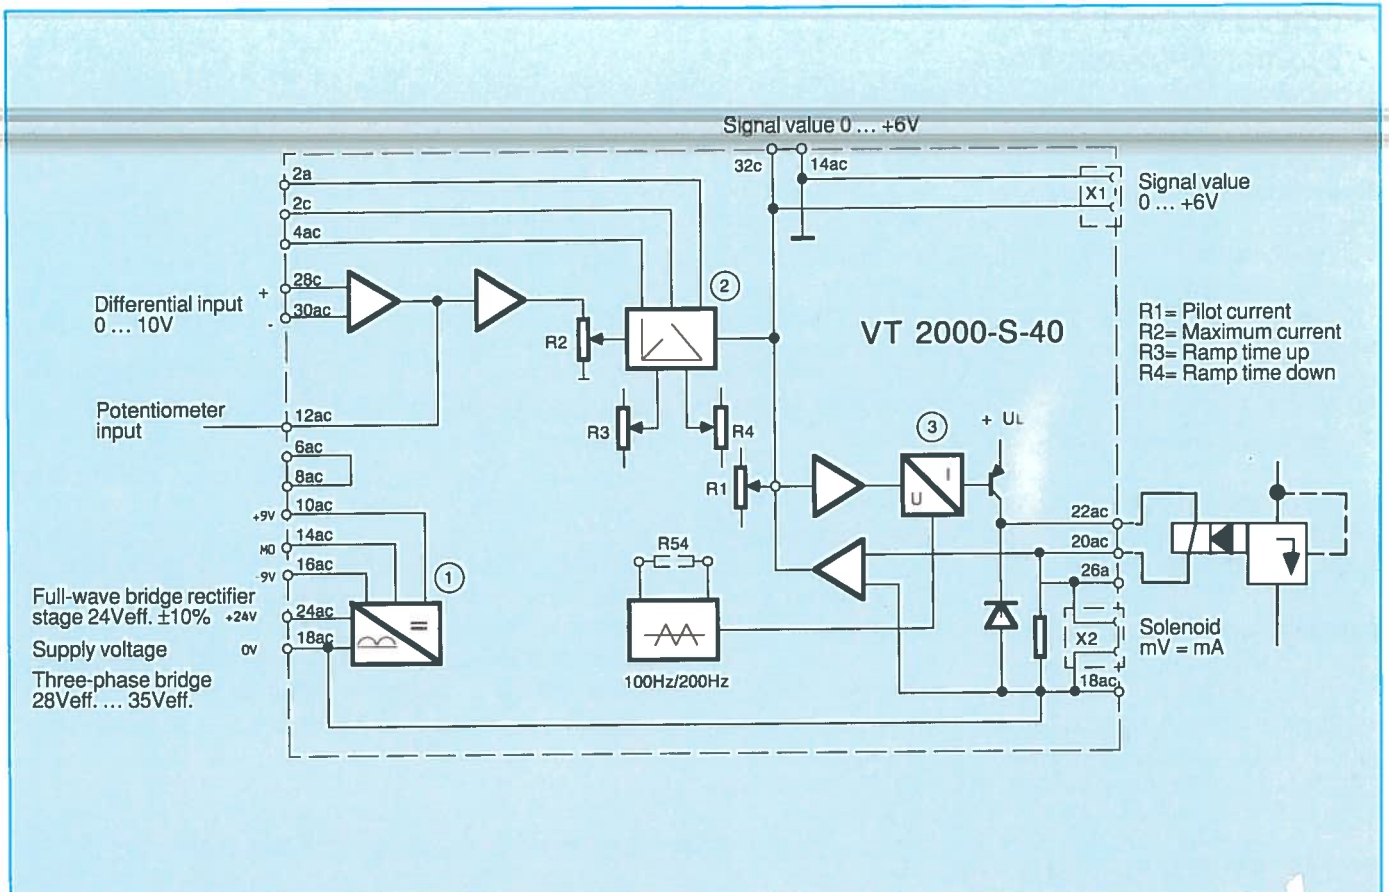 Signal value 0 ... +6V
32c
14ac
2a
2c
4ac
X1
Signal value
0 ... +6V
+
28c
Differential input
0 ... 10V
-
30ac
2
R2
VT 2000-S-40
R1= Pilot current
R2= Maximum current
R3= Ramp time up
R4= Ramp time down
Potentiometer
input
12ac
R3
R4
3
+ UL
6ac
8ac
R1
U
I
+9V
10ac
22ac
M0
14ac
R54
20ac
-9V
16ac
1
26a
Full-wave bridge rectifier
stage 24Veff. ±10%
+24V
24ac
=
Supply voltage
0V
18ac
X2
Solenoid
mV = mA
Three-phase bridge
28Veff. ... 35Veff.
100Hz/200Hz
18ac